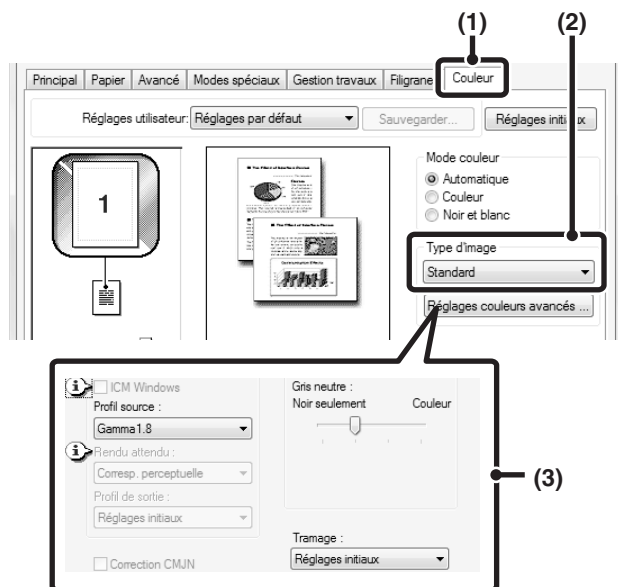 (1) (2)
Principal Papier Avancé Modes spéciaux Gestion travaux Filigrane Couleur
Réglages utilisateur: Réglages par défaut Sauvegarder... Réglages initiaux
Mode couleur
1
Automatique
Couleur
Noir et blanc
Type d'image
Standard
Réglages couleurs avancés ...
ICM Windows
Profil source :
Gamma1.8
Rendu attendu :
Corresp. perceptuelle
Profil de sortie :
Réglages initiaux
Correction CMJN
Gris neutre :
Noir seulement Couleur
Tramage :
Réglages initiaux
(3)